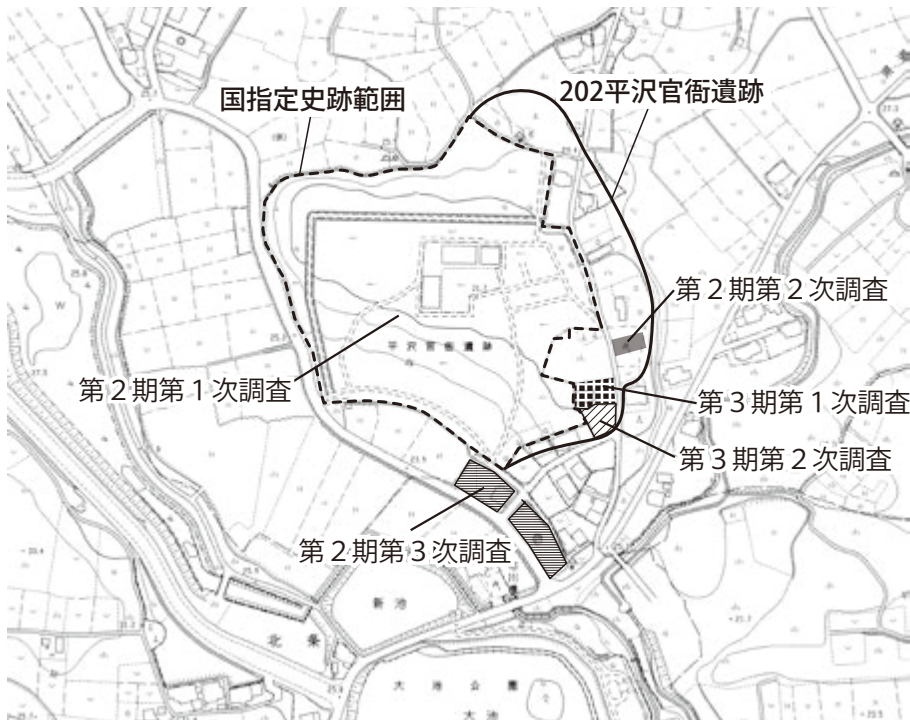 国指定史跡範囲
202平沢官衙遺跡
第2期第2次調査
平沢官衙遺跡
第2期第1次調査
第3期第1次調査
第3期第2次調査
第2期第3次調査
新池
北条
大池公園
大池